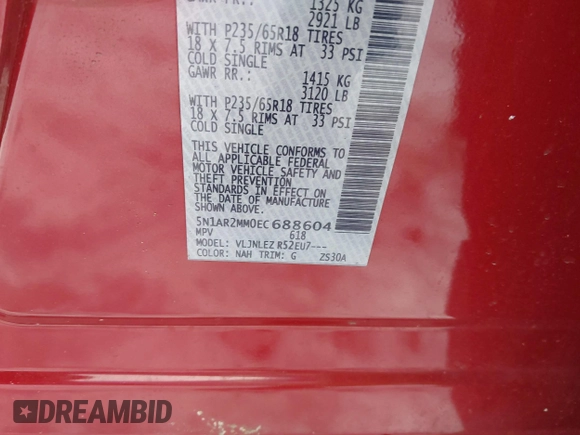 1325 KG
2921 LB
WITH P235/65R18 TIRES
18 X 7.5 RIMS AT 33 PSI
COLD SINGLE
GAWR RR.: 1415 KG
3120 LB
WITH P235/65R18 TIRES
18 X 7.5 RIMS AT 33 PSI
COLD SINGLE
THIS VEHICLE CONFORMS TO
ALL APPLICABLE FEDERAL
MOTOR VEHICLE SAFETY AND
THEFT PREVENTION
STANDARDS IN EFFECT ON
THE DATE OF MANUFACTURE
SHOWN ABOVE.
5N1AR2MM0EC688604
MPV 618
MODEL: VLJNLEZ R52EU7---
COLOR: NAH TRIM: G ZS30A
DREAMBID